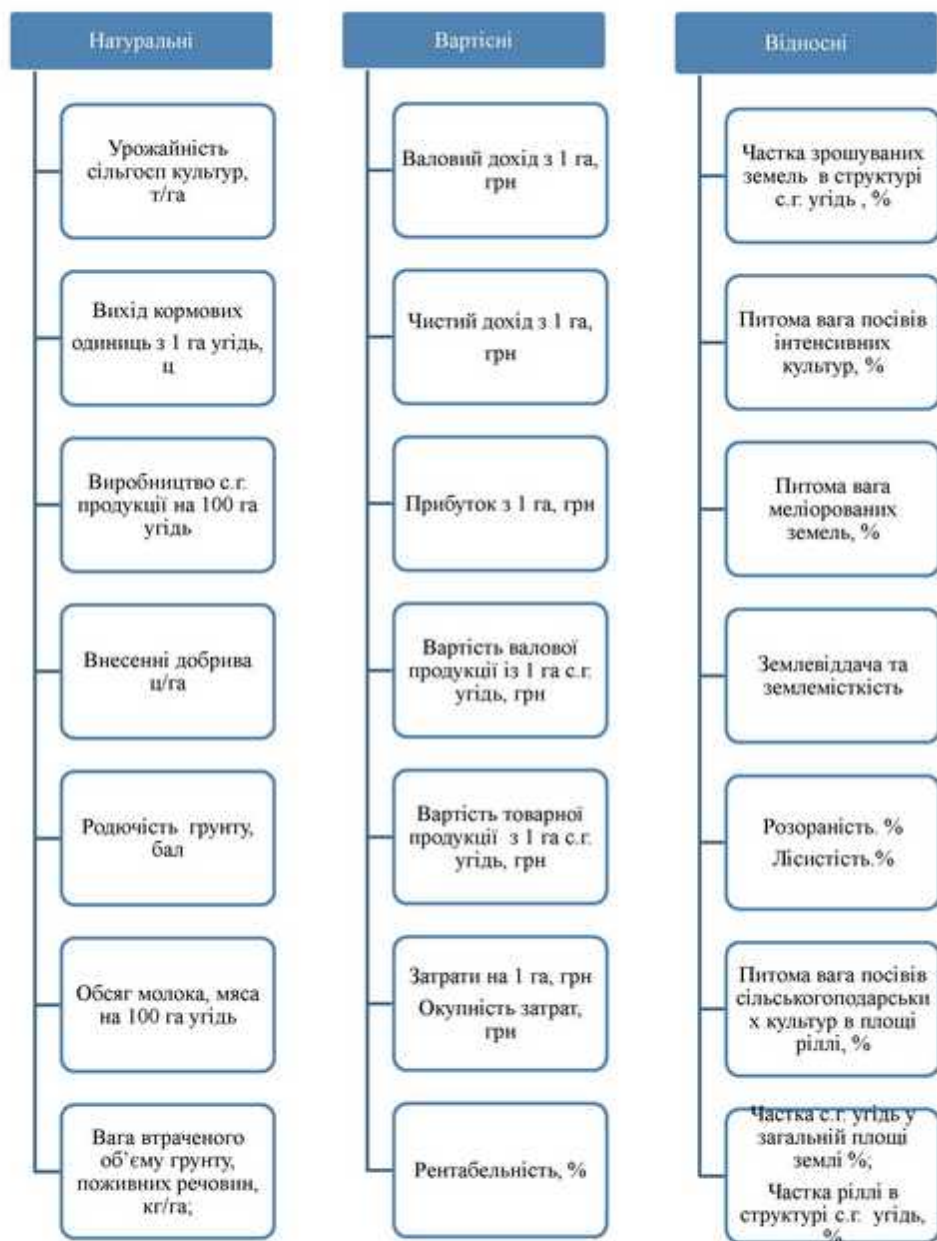 Натуральні
Урожайність
сільгосп культур,
т/га
Вихід кормових
одиниць з 1 га угідь,
ц
Виробництво с.г.
продукції на 100 га
угідь
Внесенні добрива
ц/га
Родючість грунту,
бал
Обсяг молока, мяса
на 100 га угідь
Вага втраченого
об`єму грунту,
поживних речовин,
кг/га;
Вартісні
Валовий дохід з 1 га,
грн
Чистий дохід з 1 га,
грн
Прибуток з 1 га, грн
Вартість валової
продукції із 1 га с.г.
угідь, грн
Вартість товарної
продукції з 1 га с.г.
угідь, грн
Затрати на 1 га, грн
Окупність затрат,
грн
Рентабельність, %
Відносні
Частка зрошуваних
земель в структурі
с.г. угідь , %
Питома вага посівів
інтенсивних
культур, %
Питома вага
меліорованих
земель, %
Землевіддача та
землемісткість
Розораність. %
Лісистість.%
Питома вага посівів
сільськогоподарськи
х культур в площі
ріллі, %
Частка с.г. угідь у
загальній площі
землі %;
Частка ріллі в
структурі с.г. угідь,
%